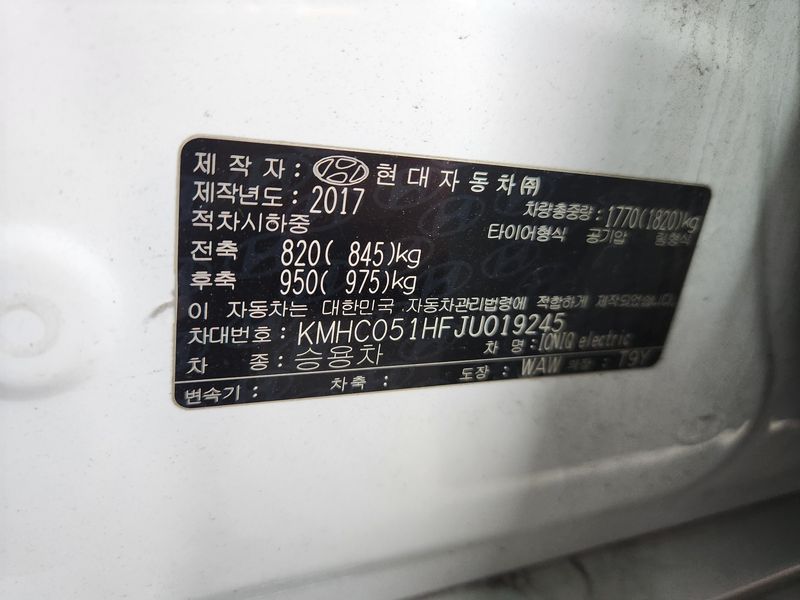 제 작 자 : 현대자동차㈜
제작년도 : 2017 차량총중량 : 1770(1820)kg
적차시하중 타이어형식 공기압 림형식
전축 820( 845)kg
후축 950( 975)kg
이 자동차는 대한민국 자동차관리법령에 적합하게 제작되었습니다.
차대번호 : KMHC051HFJU019245
차 종 : 승용차 차 명 : IONIQ electric
변속기 : 차축 : 도장 : WAW : T9Y